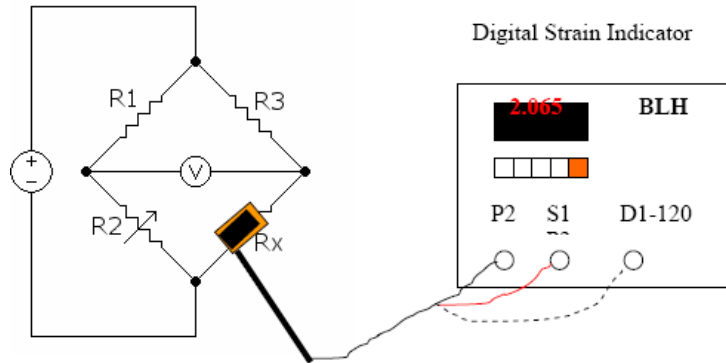 Digital Strain Indicator
R1
R3
2.065
BLH
+
−
V
R2
Rx
P2
S1
D1-120